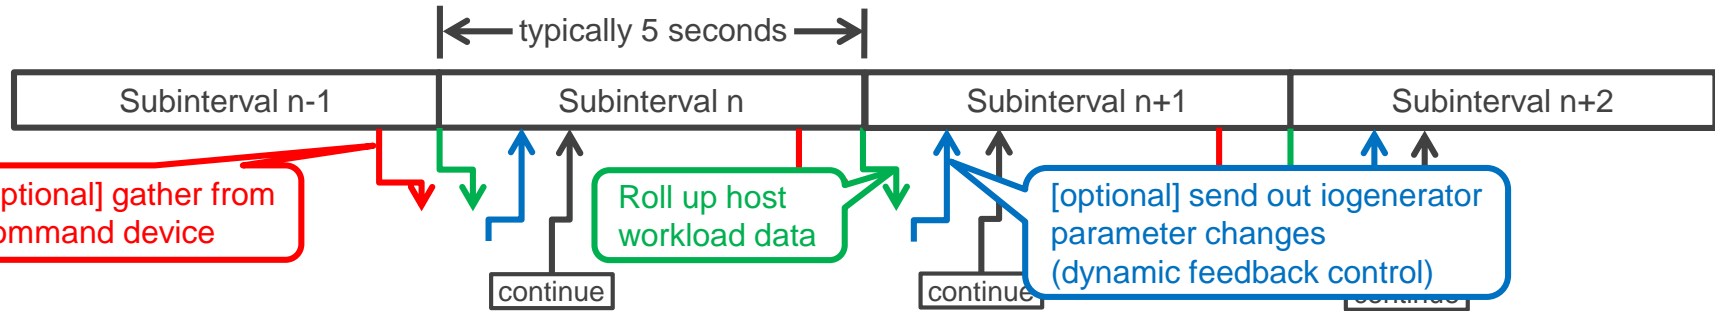 typically 5 seconds
Subinterval n-1
Subinterval n
Subinterval n+1
Subinterval n+2
ptional] gather from
ommand device
Roll up host
workload data
[optional] send out iogenerator
parameter changes
(dynamic feedback control)
continue
continue